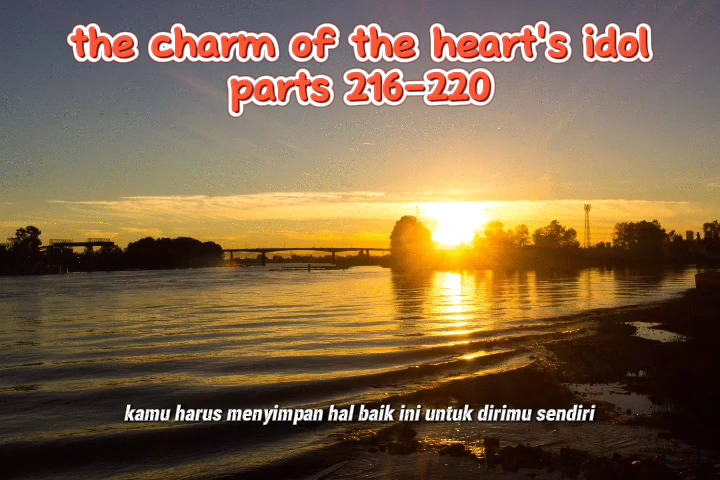 the charm of the heart's idol
parts 216-220
kamu harus menyimpan hal baik ini untuk dirimu sendiri